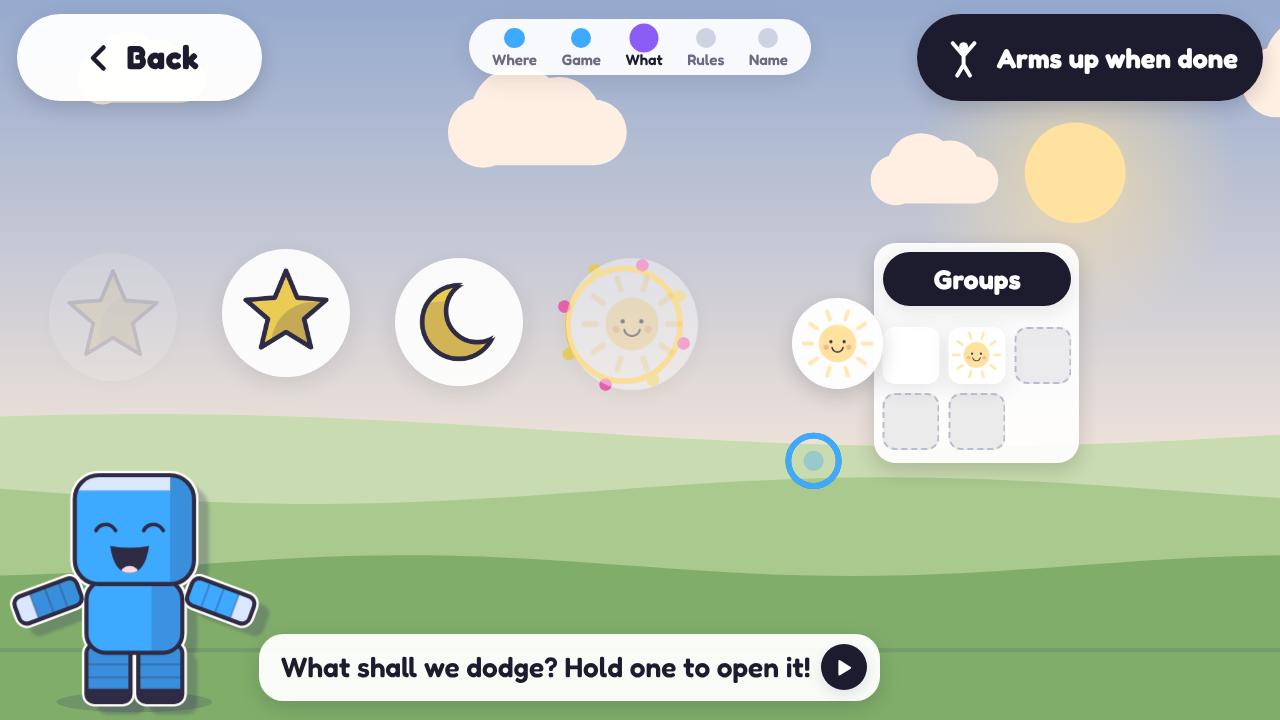 Back
Where
Game
What
Rules
Name
Arms up when done
Groups
What shall we dodge? Hold one to open it!